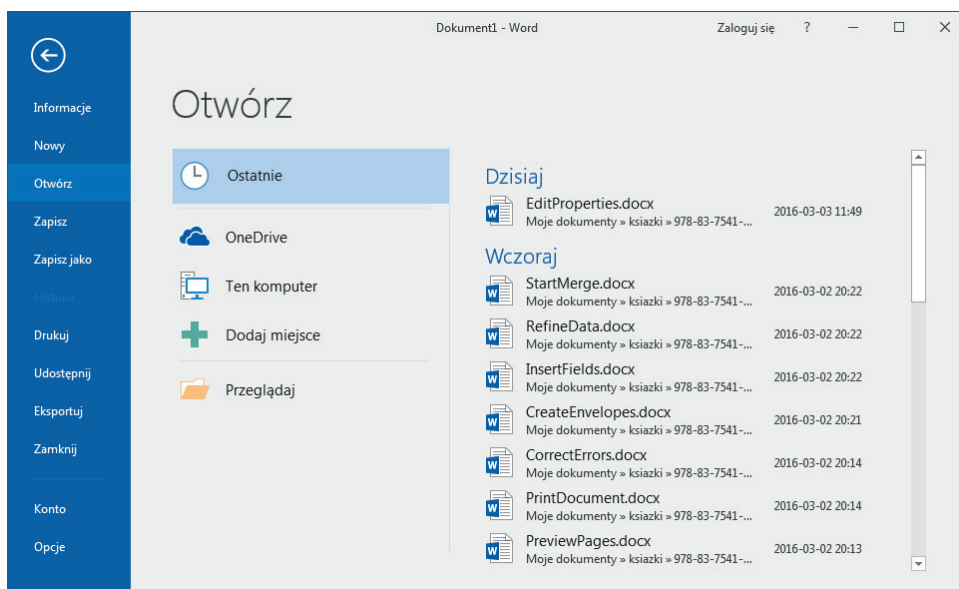 Dokument1 - Word
Zaloguj się
?
Informacje
Nowy
Otwórz
Zapisz
Zapisz jako
Historia
Drukuj
Udostępnij
Eksportuj
Zamknij
Konto
Opcje
Otwórz
Ostatnie
OneDrive
Ten komputer
Dodaj miejsce
Przeglądaj
Dzisiaj
EditProperties.docx
Moje dokumenty » ksiazki » 978-83-7541-...
2016-03-03 11:49
Wczoraj
StartMerge.docx
Moje dokumenty » ksiazki » 978-83-7541-...
2016-03-02 20:22
RefineData.docx
Moje dokumenty » ksiazki » 978-83-7541-...
2016-03-02 20:22
InsertFields.docx
Moje dokumenty » ksiazki » 978-83-7541-...
2016-03-02 20:22
CreateEnvelopes.docx
Moje dokumenty » ksiazki » 978-83-7541-...
2016-03-02 20:21
CorrectErrors.docx
Moje dokumenty » ksiazki » 978-83-7541-...
2016-03-02 20:14
PrintDocument.docx
Moje dokumenty » ksiazki » 978-83-7541-...
2016-03-02 20:14
PreviewPages.docx
Moje dokumenty » ksiazki » 978-83-7541-...
2016-03-02 20:13